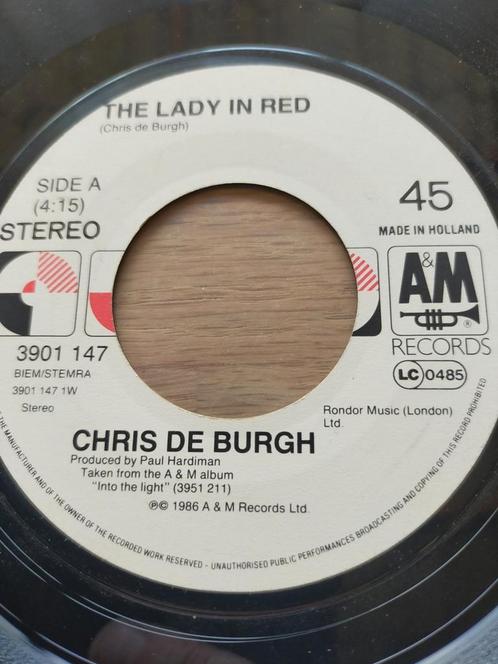 THE LADY IN RED
(Chris de Burgh)
SIDE A
(4:15)
STEREO
45
MADE IN HOLLAND
A&M
®
RECORDS
LC 0485
3901 147
BIEM/STEMRA
3901 147 1W
Stereo
Rondor Music (London)
Ltd.
CHRIS DE BURGH
Produced by Paul Hardiman
Taken from the A & M album
"Into the light" (3951 211)
℗© 1986 A & M Records Ltd.
THE MANUFACTURER AND OF THE OWNER OF THE RECORDED WORK RESERVED - UNAUTHORISED PUBLIC PERFORMANCES BROADCASTING AND COPYING OF THIS RECORD PROHIBITED